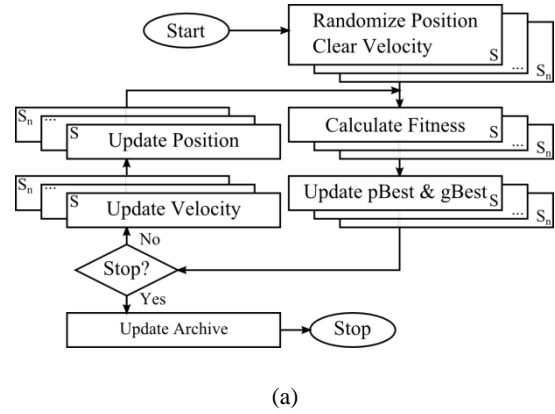 Start
Randomize Position
Clear Velocity
S
...
Sₙ
Calculate Fitness
S
...
Sₙ
Update pBest & gBest
S
...
Sₙ
Sₙ
...
S
Update Position
Sₙ
...
S
Update Velocity
No
Stop?
Yes
Update Archive
Stop
(a)